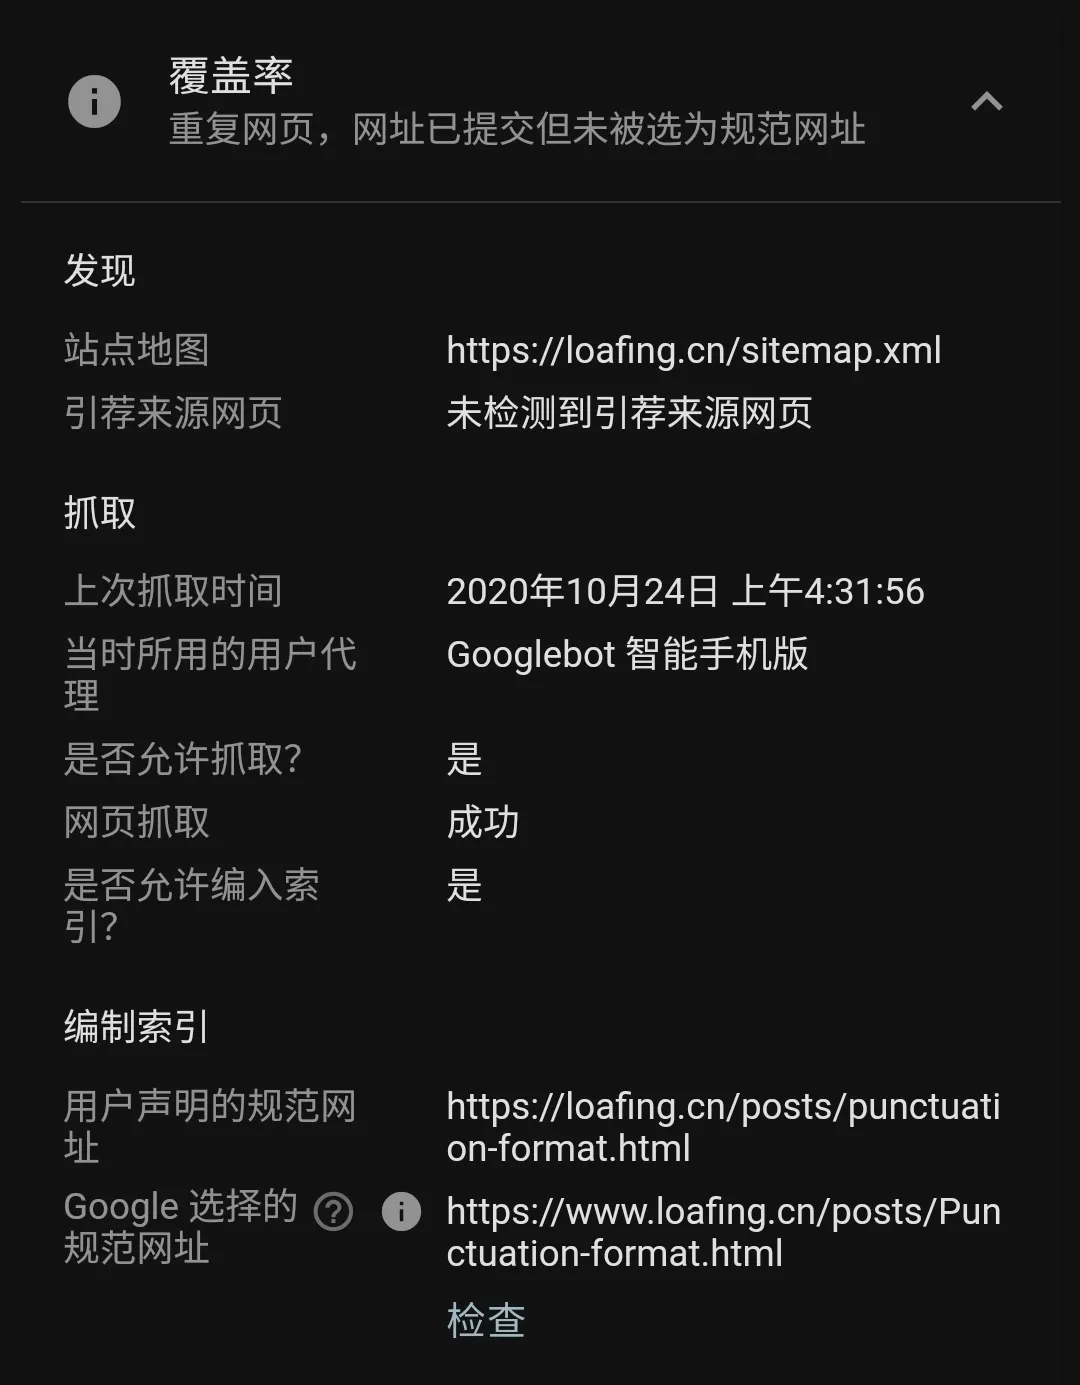 覆盖率
重复网页，网址已提交但未被选为规范网址
发现
站点地图
https://loafing.cn/sitemap.xml
引荐来源网页
未检测到引荐来源网页
抓取
上次抓取时间
2020年10月24日 上午4:31:56
当时所用的用户代
理
Googlebot 智能手机版
是否允许抓取？
是
网页抓取
成功
是否允许编入索
引？
是
编制索引
用户声明的规范网
址
https://loafing.cn/posts/punctuati
on-format.html
Google 选择的
规范网址
https://www.loafing.cn/posts/Pun
ctuation-format.html
检查